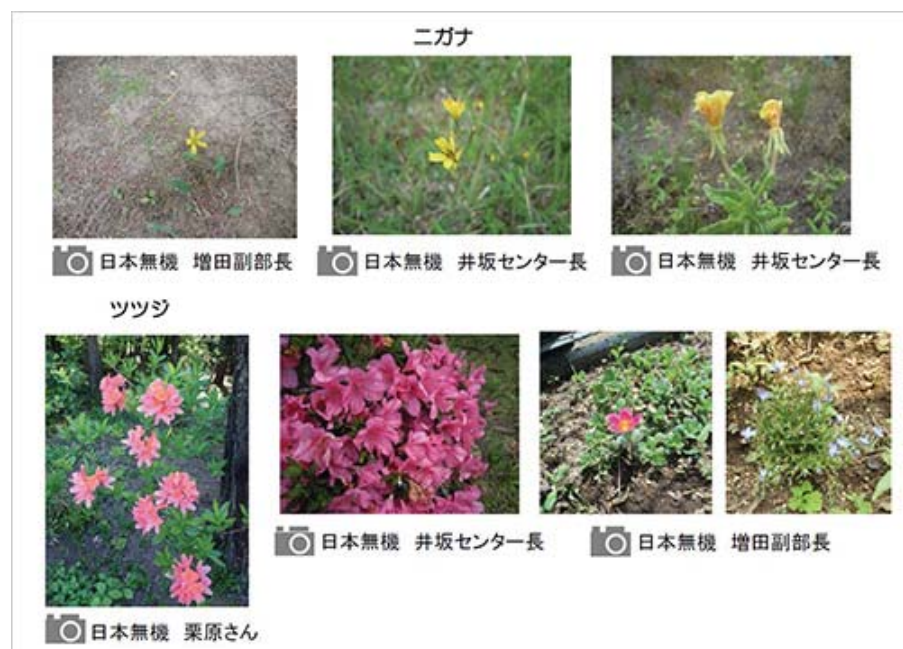 ニガナ
日本無機 増田副部長
日本無機 井坂センター長
日本無機 井坂センター長
ツツジ
日本無機 井坂センター長
日本無機 増田副部長
日本無機 栗原さん